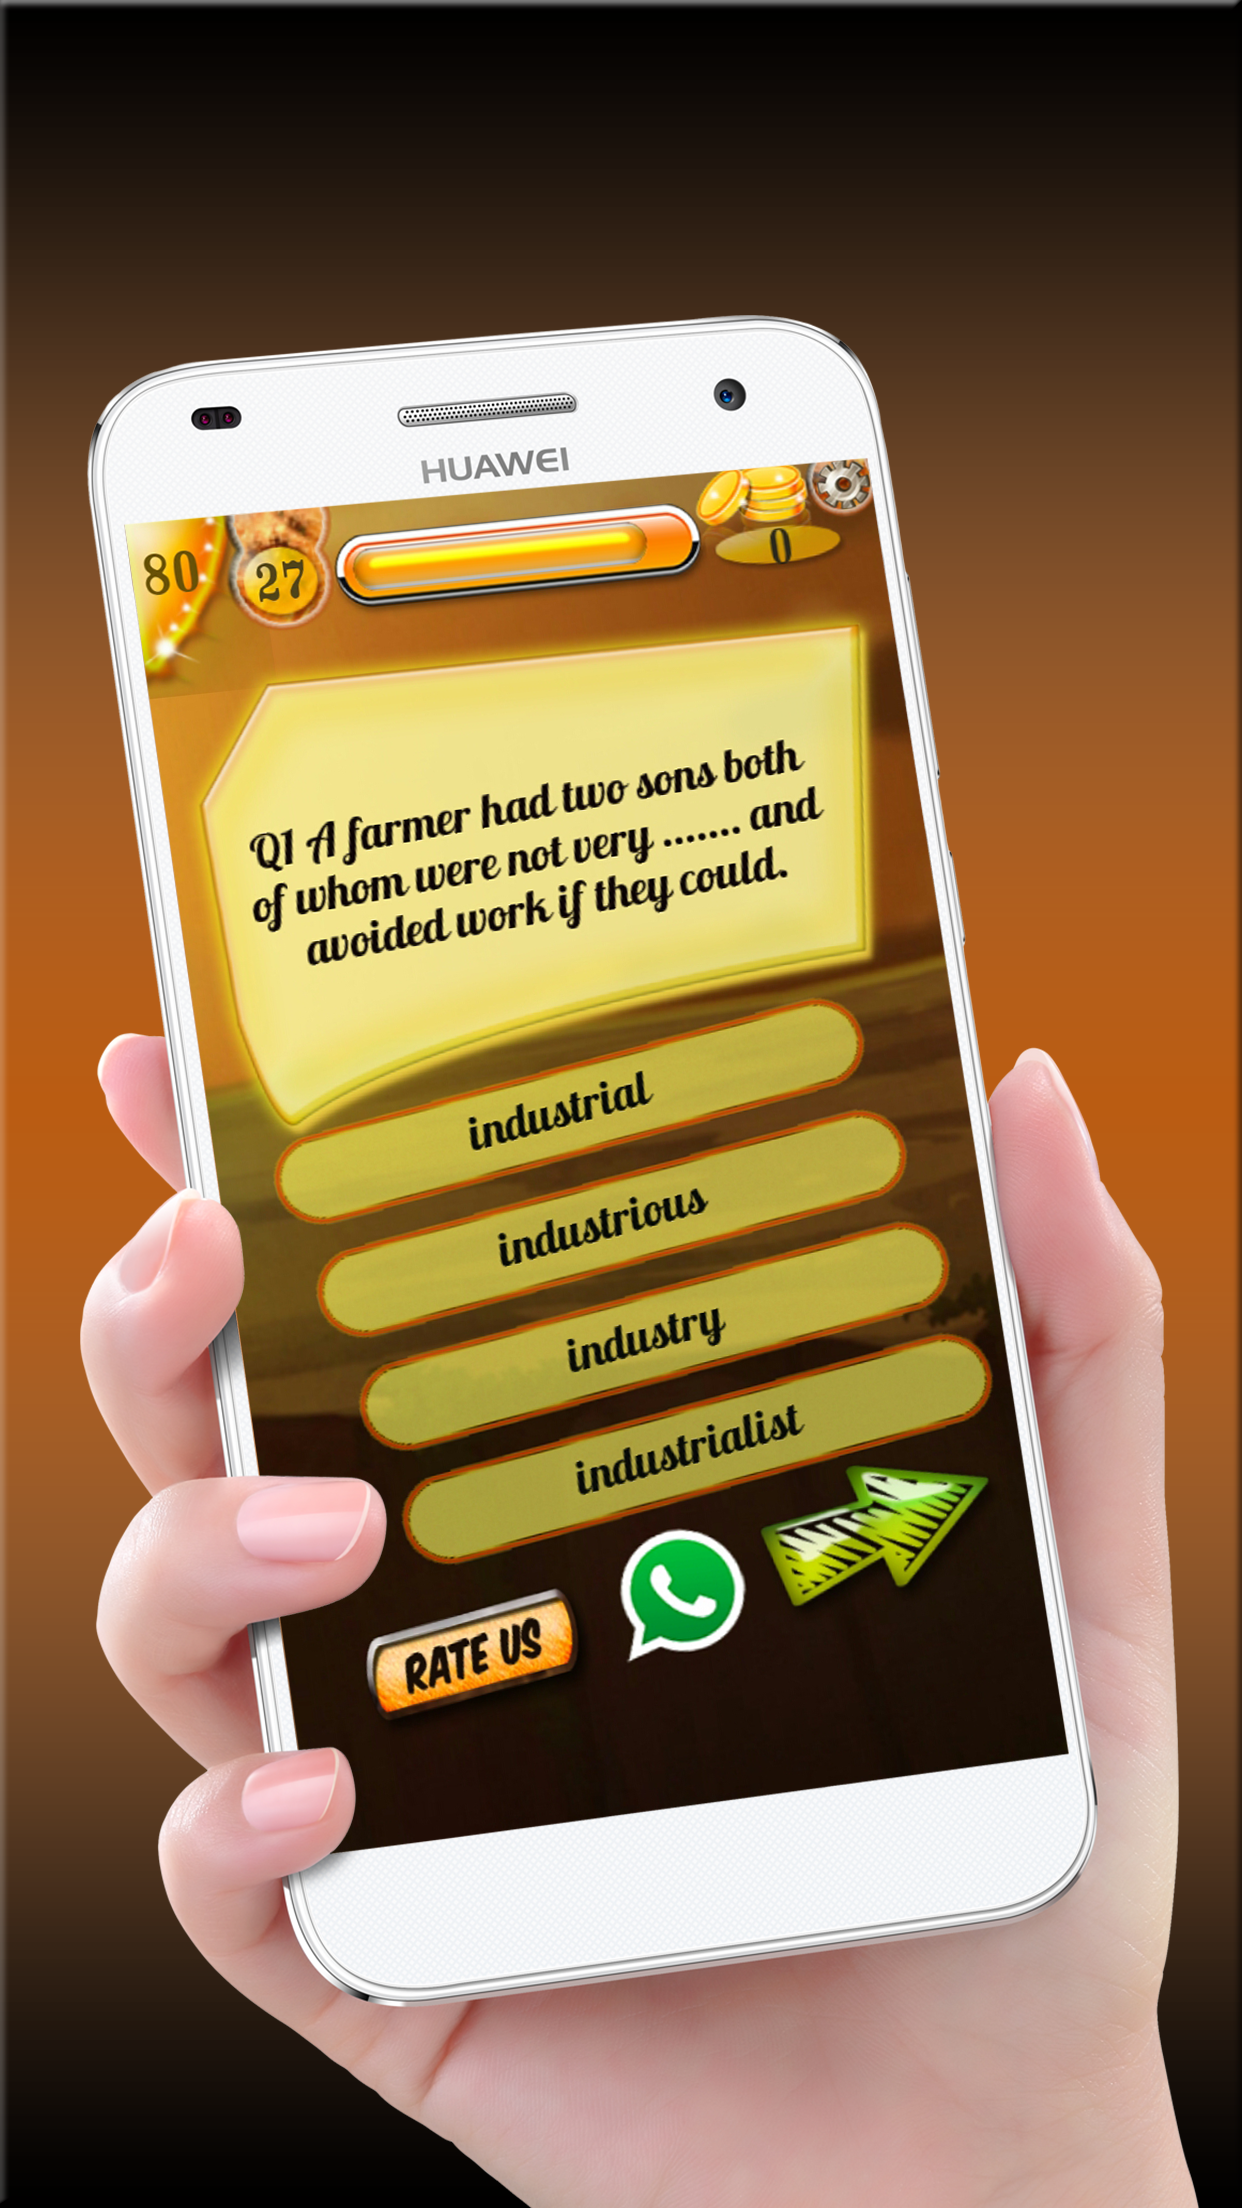 HUAWEI
80
27
0
Q1 A farmer had two sons both
of whom were not very ....... and
avoided work if they could.
industrial
industrious
industry
industrialist
RATE US